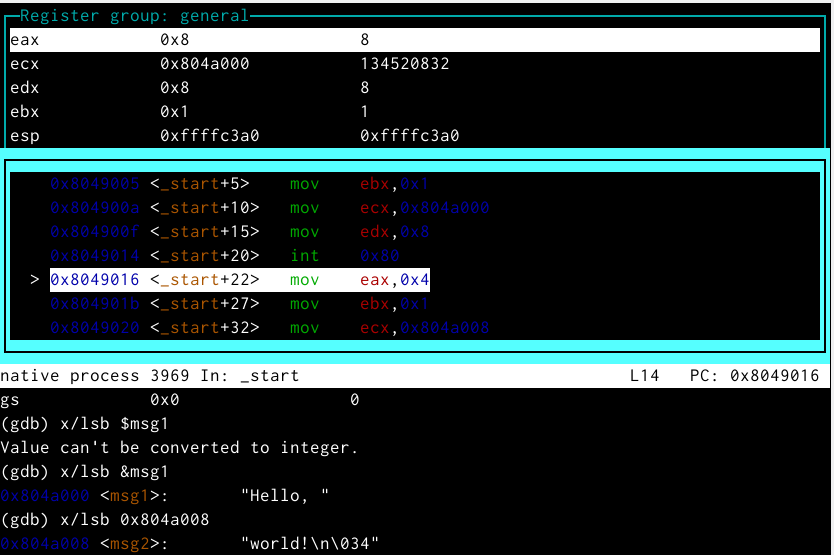 Register group: general
eax 0x8 8
ecx 0x804a000 134520832
edx 0x8 8
ebx 0x1 1
esp 0xffffc3a0 0xffffc3a0
0x8049005 <_start+5> mov ebx,0x1
0x804900a <_start+10> mov ecx,0x804a000
0x804900f <_start+15> mov edx,0x8
0x8049014 <_start+20> int 0x80
> 0x8049016 <_start+22> mov eax,0x4
0x804901b <_start+27> mov ebx,0x1
0x8049020 <_start+32> mov ecx,0x804a008
native process 3969 In: _start L14 PC: 0x8049016
gs 0x0 0
(gdb) x/lsb $msg1
Value can't be converted to integer.
(gdb) x/lsb &msg1
0x804a000 <msg1>: "Hello, "
(gdb) x/lsb 0x804a008
0x804a008 <msg2>: "world!\n\034"